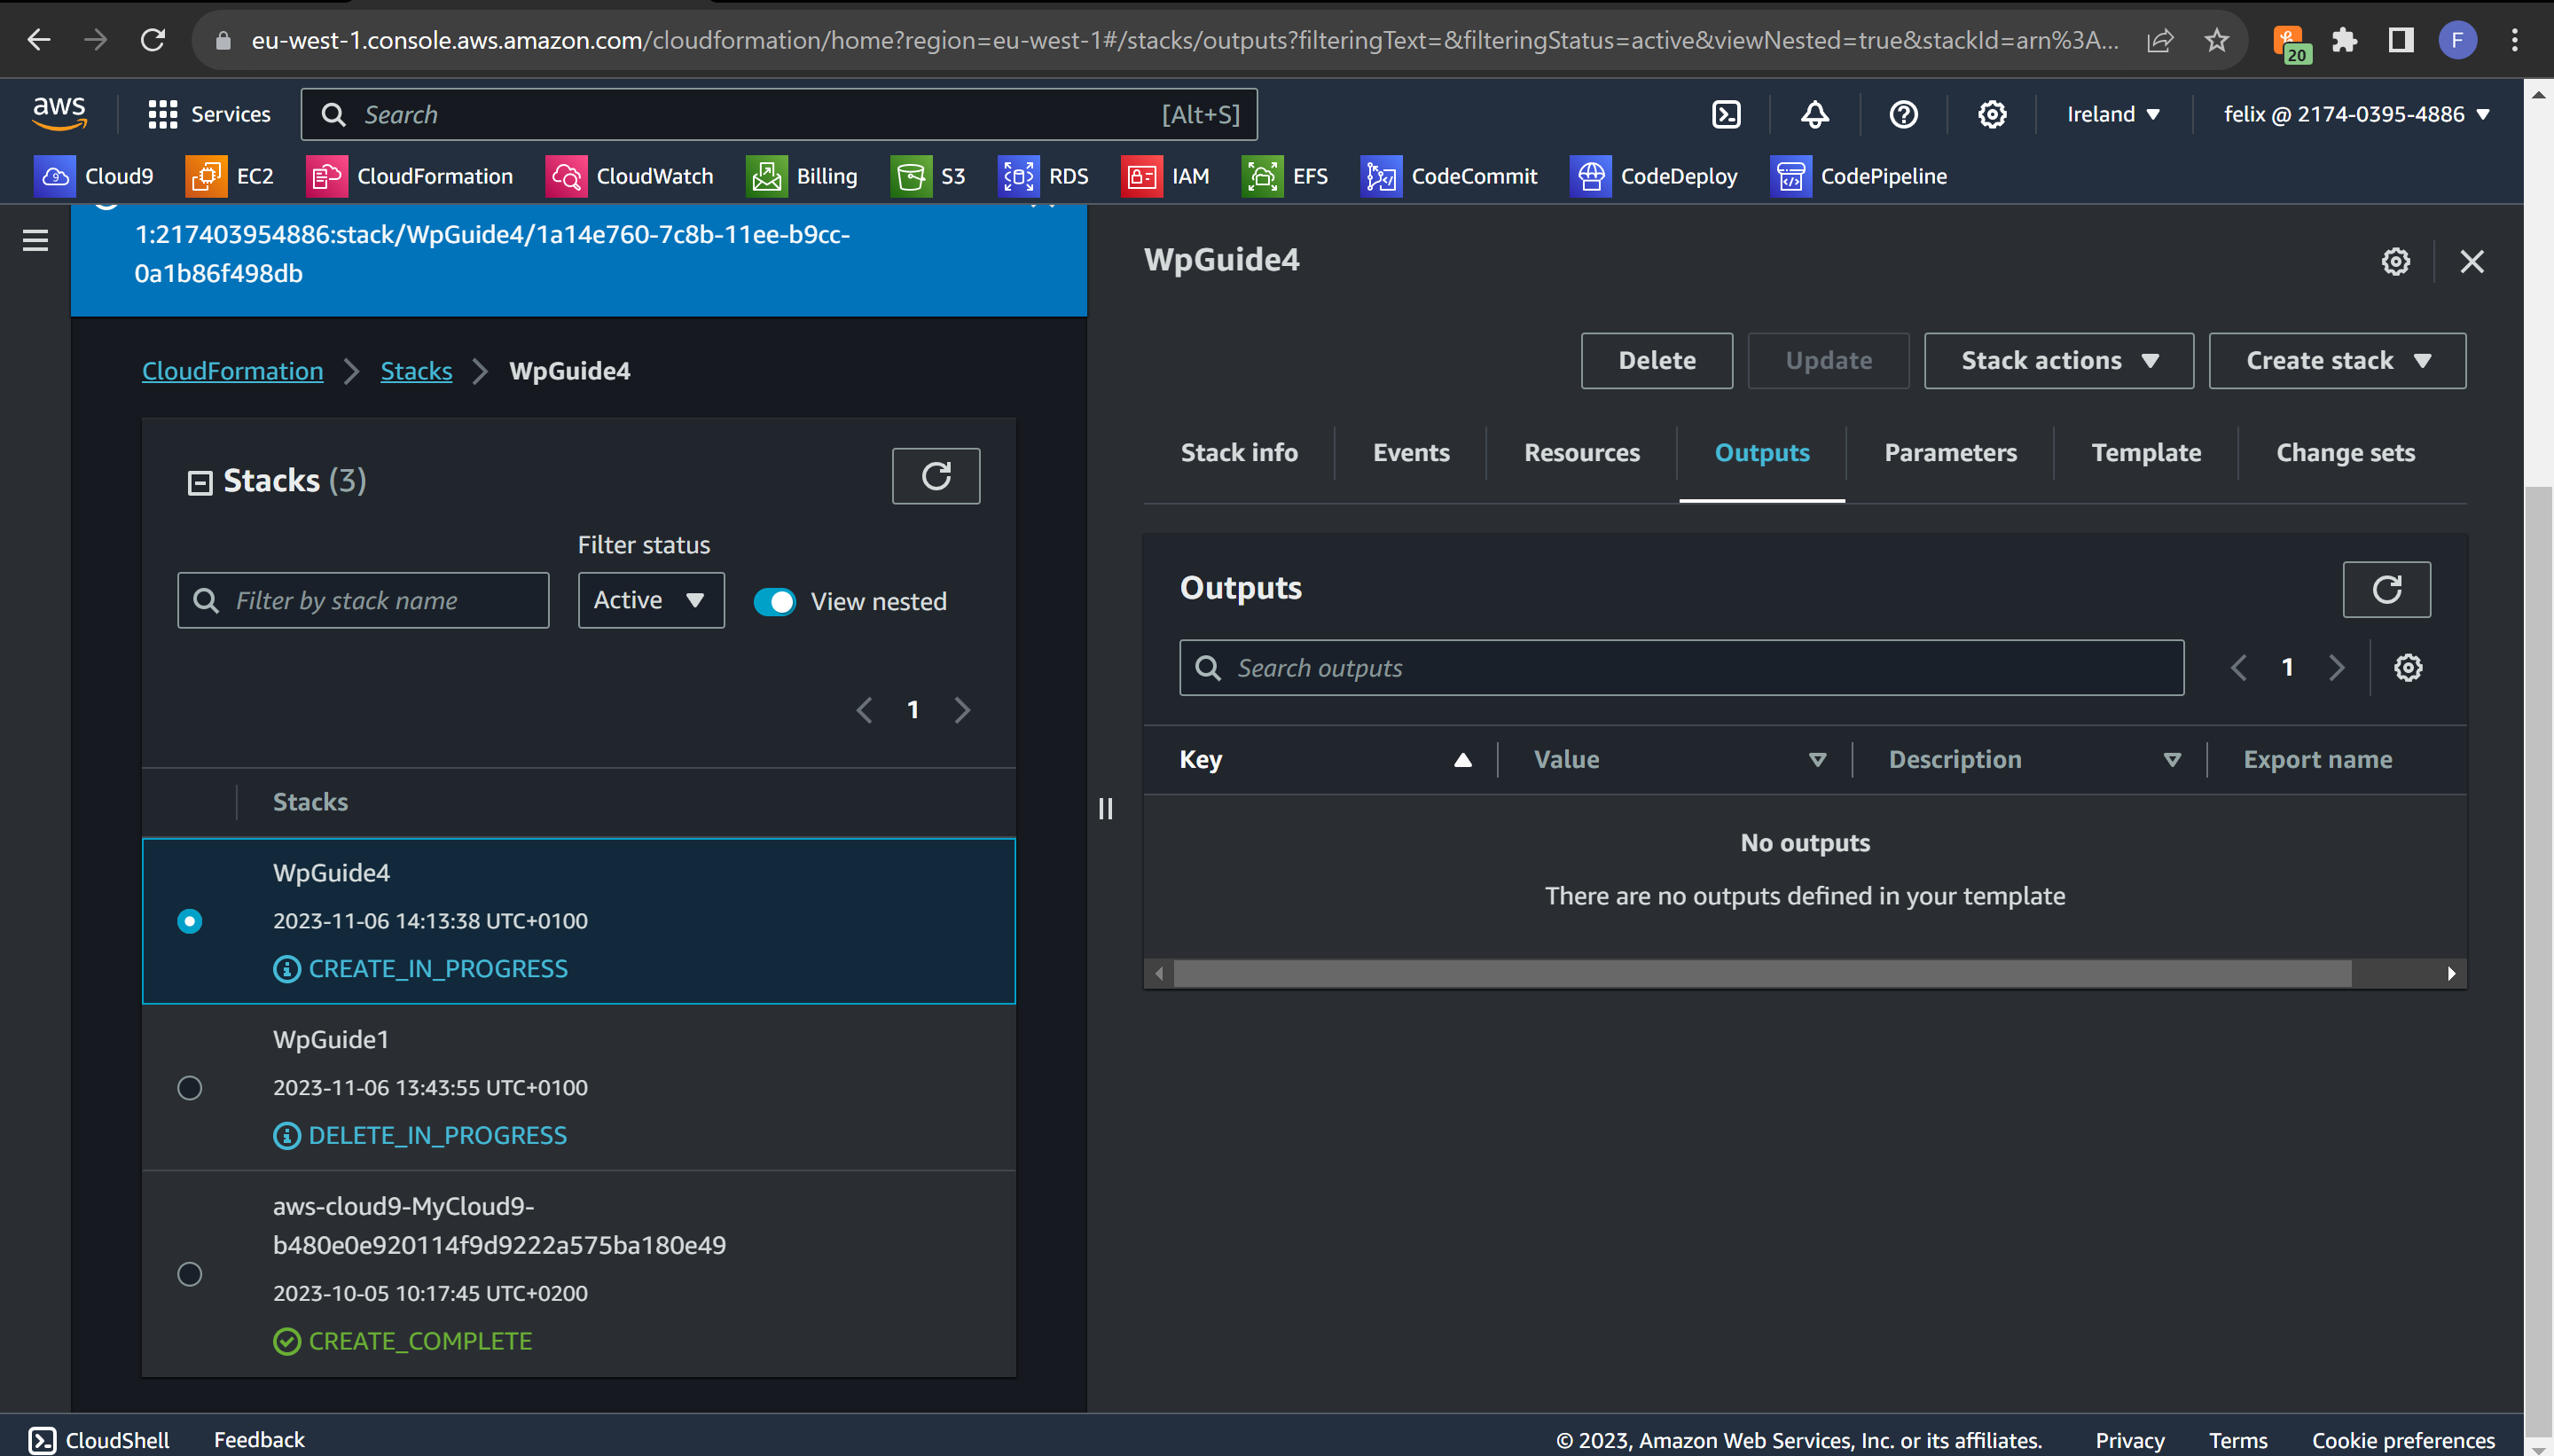 eu-west-1.console.aws.amazon.com/cloudformation/home?region=eu-west-1#/stacks/outputs?filteringText=&filteringStatus=active&viewNested=true&stackId=arn%3A...
20
F
aws
Services
Search
[Alt+S]
Ireland
felix @ 2174-0395-4886
Cloud9
EC2
CloudFormation
CloudWatch
Billing
S3
RDS
IAM
EFS
CodeCommit
CodeDeploy
CodePipeline
1:217403954886:stack/WpGuide4/1a14e760-7c8b-11ee-b9cc-
0a1b86f498db
CloudFormation
Stacks
WpGuide4
Stacks (3)
Filter status
Filter by stack name
Active
View nested
1
Stacks
WpGuide4
2023-11-06 14:13:38 UTC+0100
CREATE_IN_PROGRESS
WpGuide1
2023-11-06 13:43:55 UTC+0100
DELETE_IN_PROGRESS
aws-cloud9-MyCloud9-
b480e0e920114f9d9222a575ba180e49
2023-10-05 10:17:45 UTC+0200
CREATE_COMPLETE
WpGuide4
Delete
Update
Stack actions
Create stack
Stack info
Events
Resources
Outputs
Parameters
Template
Change sets
Outputs
Search outputs
1
Key
Value
Description
Export name
No outputs
There are no outputs defined in your template
CloudShell
Feedback
© 2023, Amazon Web Services, Inc. or its affiliates.
Privacy
Terms
Cookie preferences